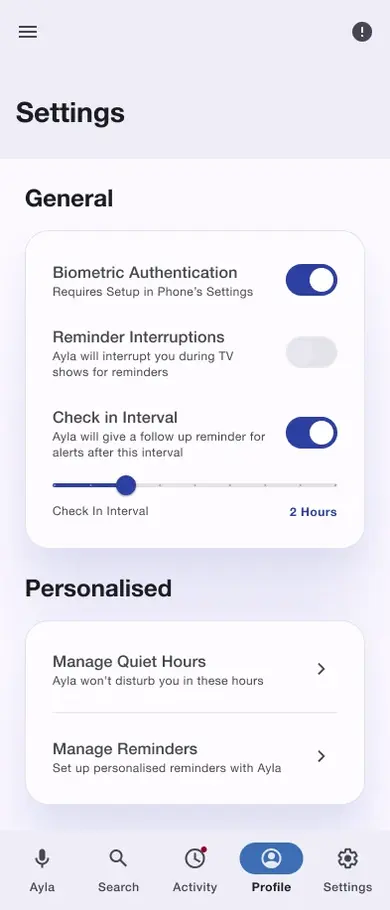 Settings
General
Biometric Authentication
Requires Setup in Phone's Settings
Reminder Interruptions
Ayla will interrupt you during TV
shows for reminders
Check in Interval
Ayla will give a follow up reminder for
alerts after this interval
Check In Interval
2 Hours
Personalised
Manage Quiet Hours
Ayla won't disturb you in these hours
Manage Reminders
Set up personalised reminders with Ayla
Ayla
Search
Activity
Profile
Settings